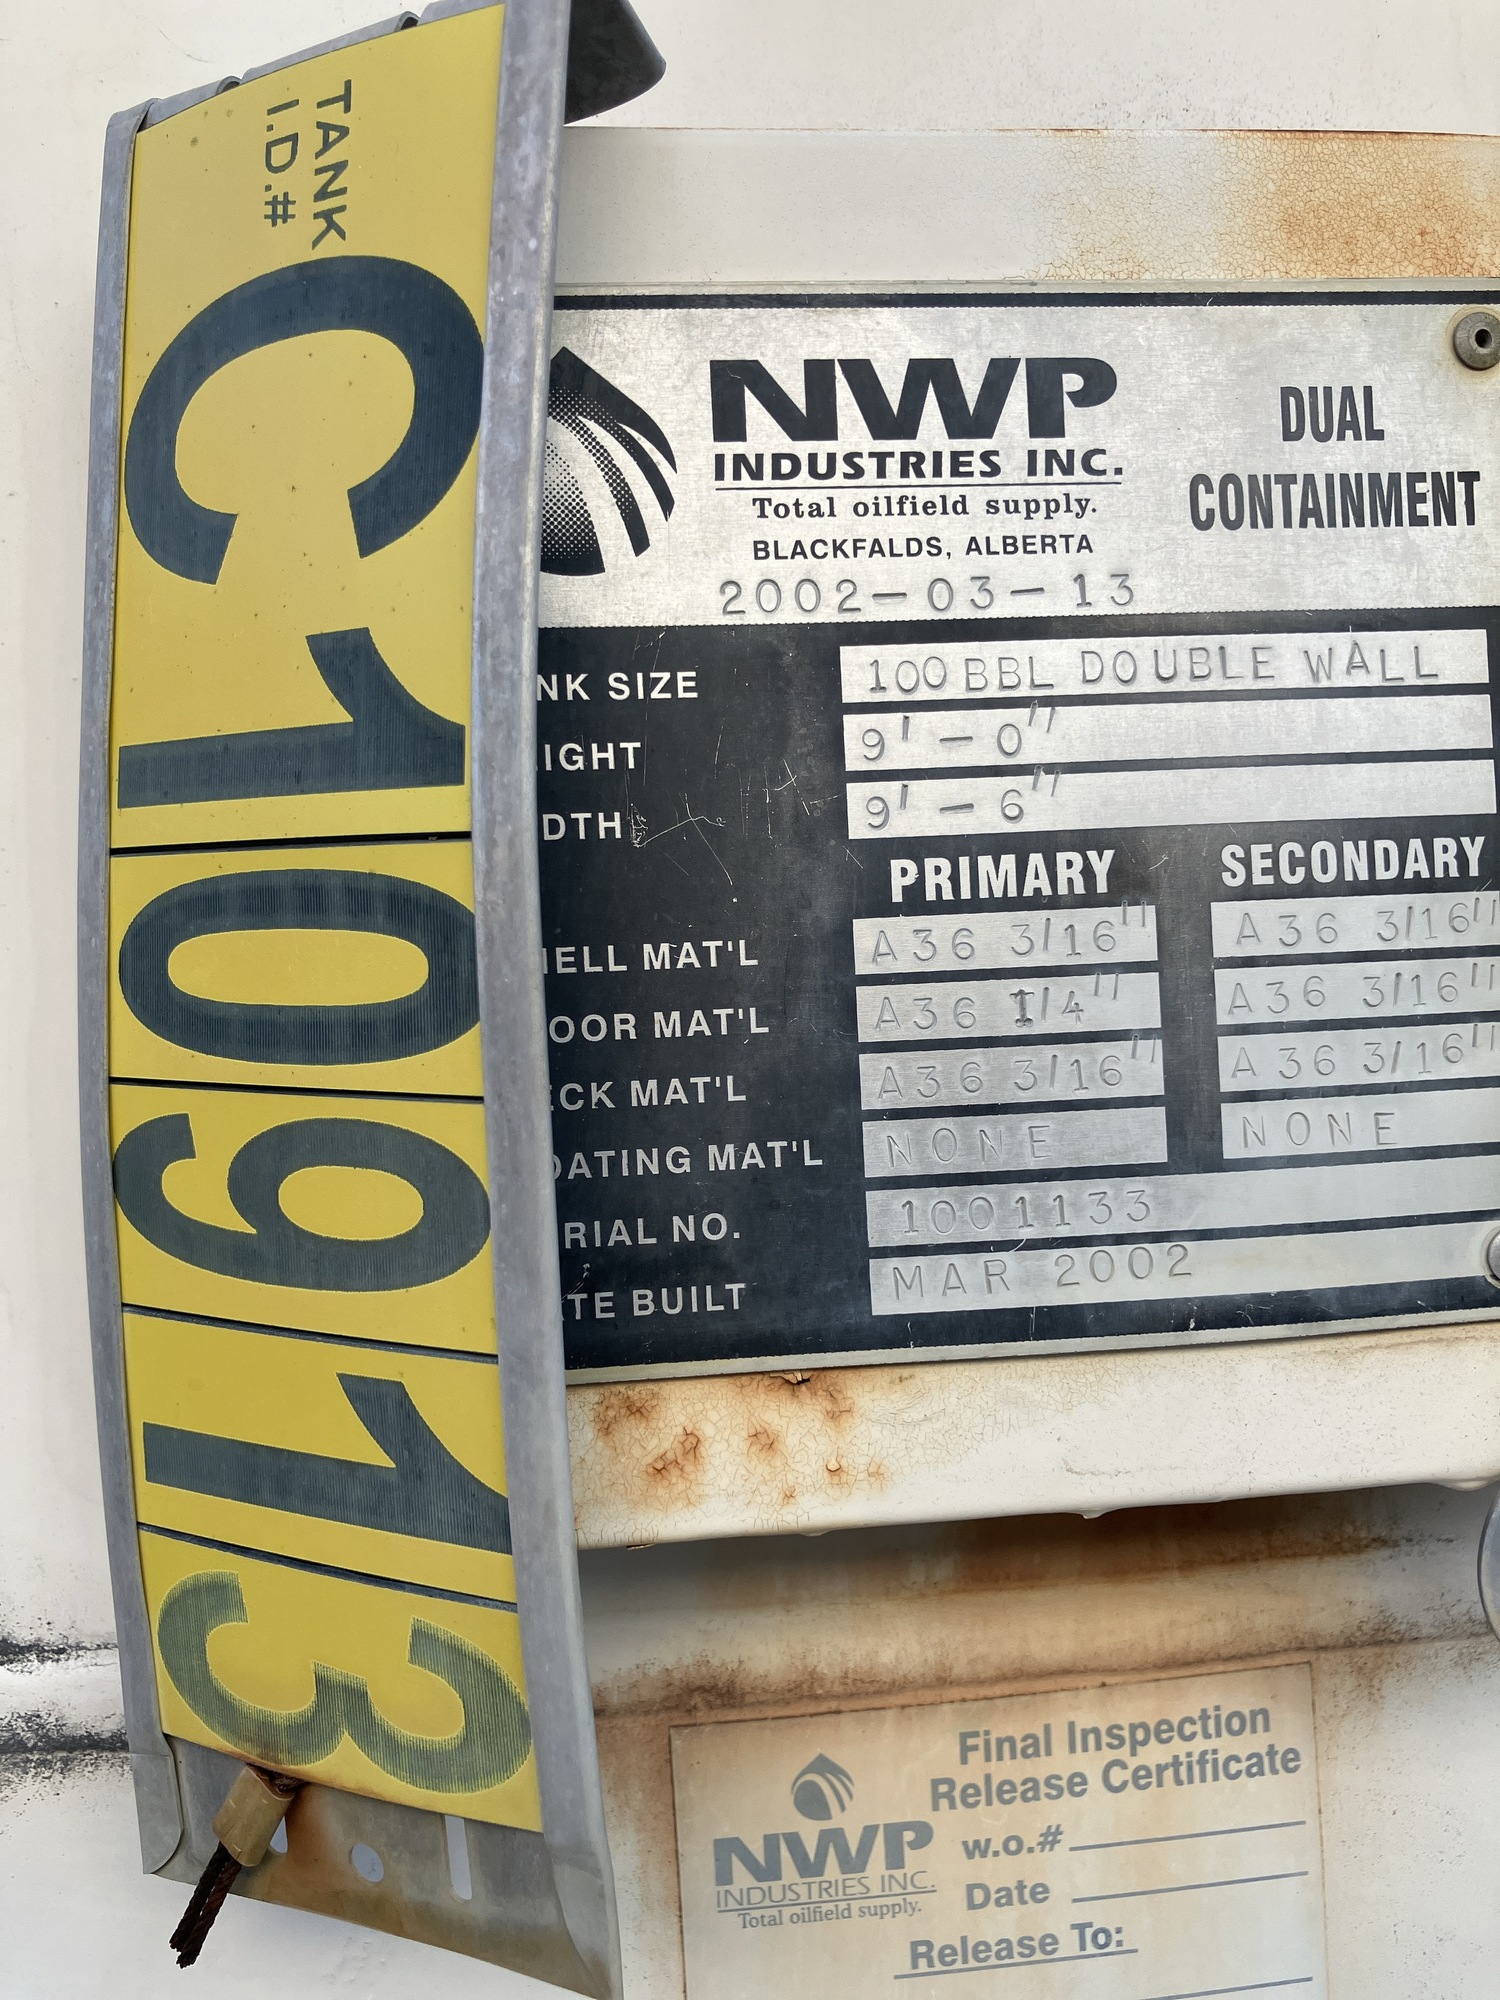 TANK
I.D.#
C10913
NWP
INDUSTRIES INC.
Total oilfield supply.
BLACKFALDS, ALBERTA
2002-03-13
DUAL
CONTAINMENT
NK SIZE 100 BBL DOUBLE WALL
IGHT 9'-0"
DTH 9'-6"
PRIMARY SECONDARY
ELL MAT'L A36 3/16" A36 3/16"
OOR MAT'L A36 1/4" A36 3/16"
CK MAT'L A36 3/16" A36 3/16"
OATING MAT'L NONE NONE
RIAL NO. 1001133
TE BUILT MAR 2002
Final Inspection
Release Certificate
NWP
INDUSTRIES INC.
Total oilfield supply.
w.o.#
Date
Release To: